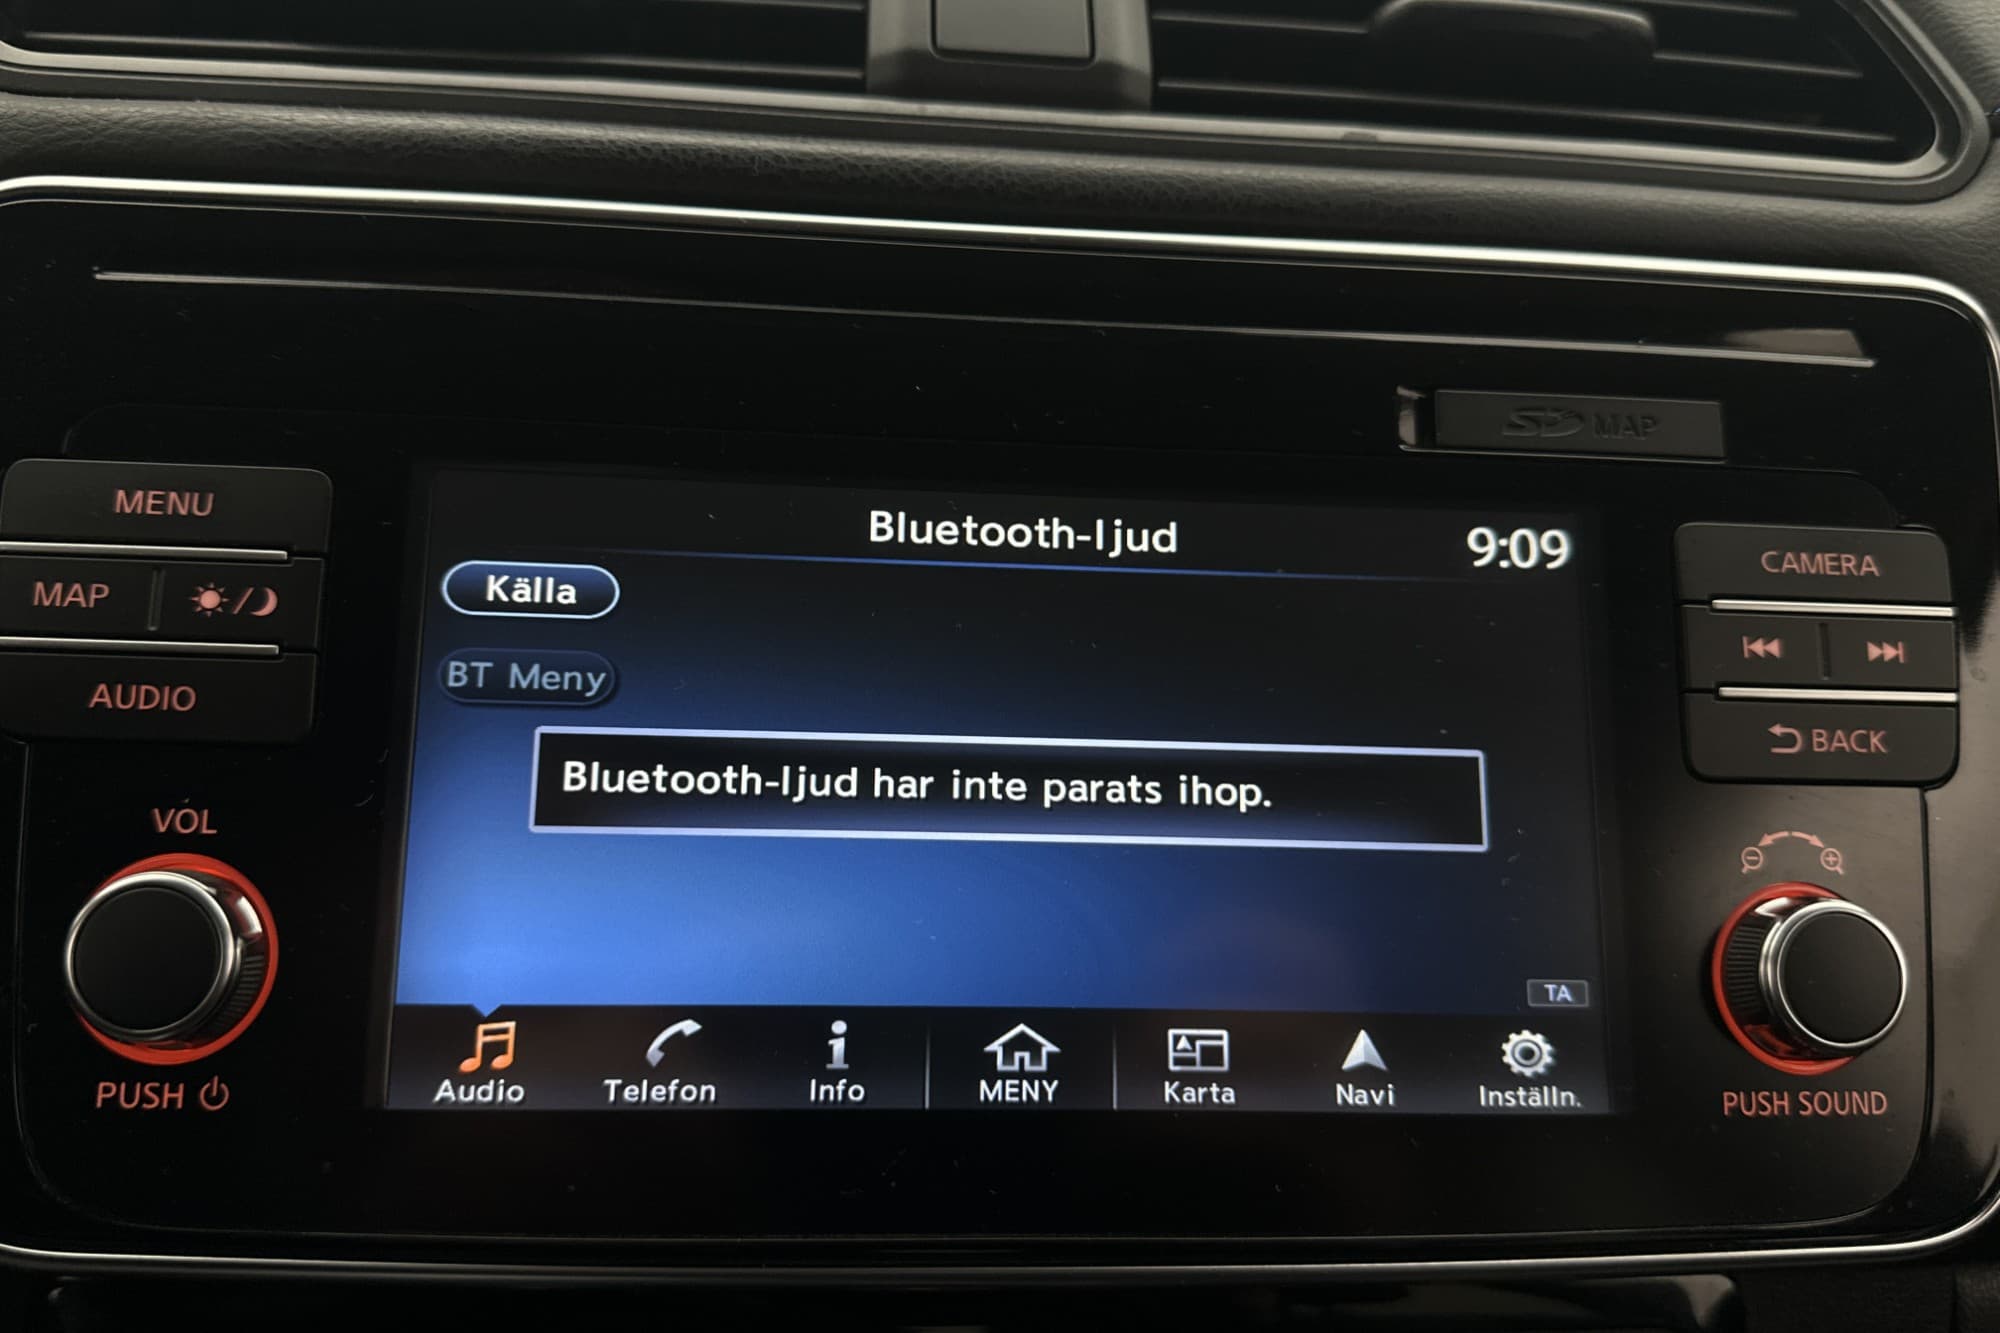 SD MAP
MENU
MAP
AUDIO
VOL
PUSH
Bluetooth-ljud
9:09
Källa
BT Meny
Bluetooth-ljud har inte parats ihop.
TA
Audio
Telefon
Info
MENY
Karta
Navi
Inställn.
CAMERA
BACK
PUSH SOUND